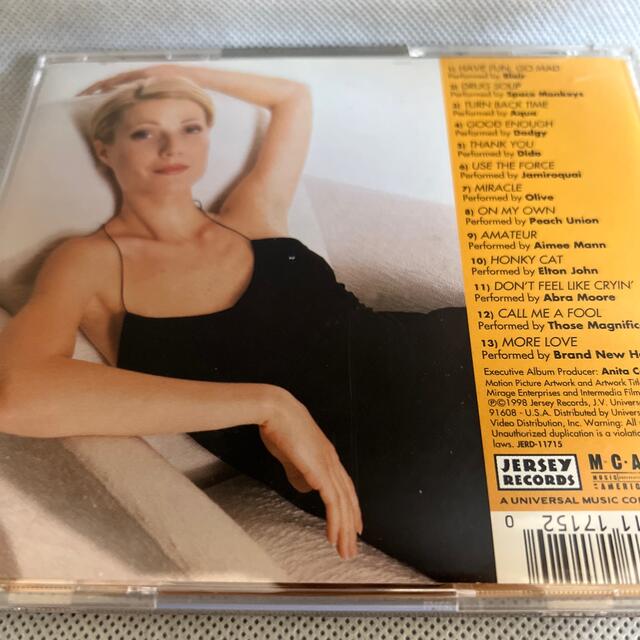 1) HAVE FUN, GO MAD
Performed by Blair
2) DRUG SOUP
Performed by Space Monkeys
3) TURN BACK TIME
Performed by Aqua
4) GOOD ENOUGH
Performed by Dodgy
5) THANK YOU
Performed by Dido
6) USE THE FORCE
Performed by Jamiroquai
7) MIRACLE
Performed by Olive
8) ON MY OWN
Performed by Peach Union
9) AMATEUR
Performed by Aimee Mann
10) HONKY CAT
Performed by Elton John
11) DON'T FEEL LIKE CRYIN'
Performed by Abra Moore
12) CALL ME A FOOL
Performed by Those Magnific
13) MORE LOVE
Performed by Brand New H
Executive Album Producer: Anita C
Motion Picture Artwork and Artwork Titl
Mirage Enterprises and Intermedia Film
℗©1998 Jersey Records, J.V. Univers
91608 - U.S.A. Distributed by Univers
Video Distribution, Inc. Warning: All
Unauthorized duplication is a violatio
laws. JERD-11715
JERSEY RECORDS
M·C·A
MUSIC
AMERIC
A UNIVERSAL MUSIC CO
0 11 17152